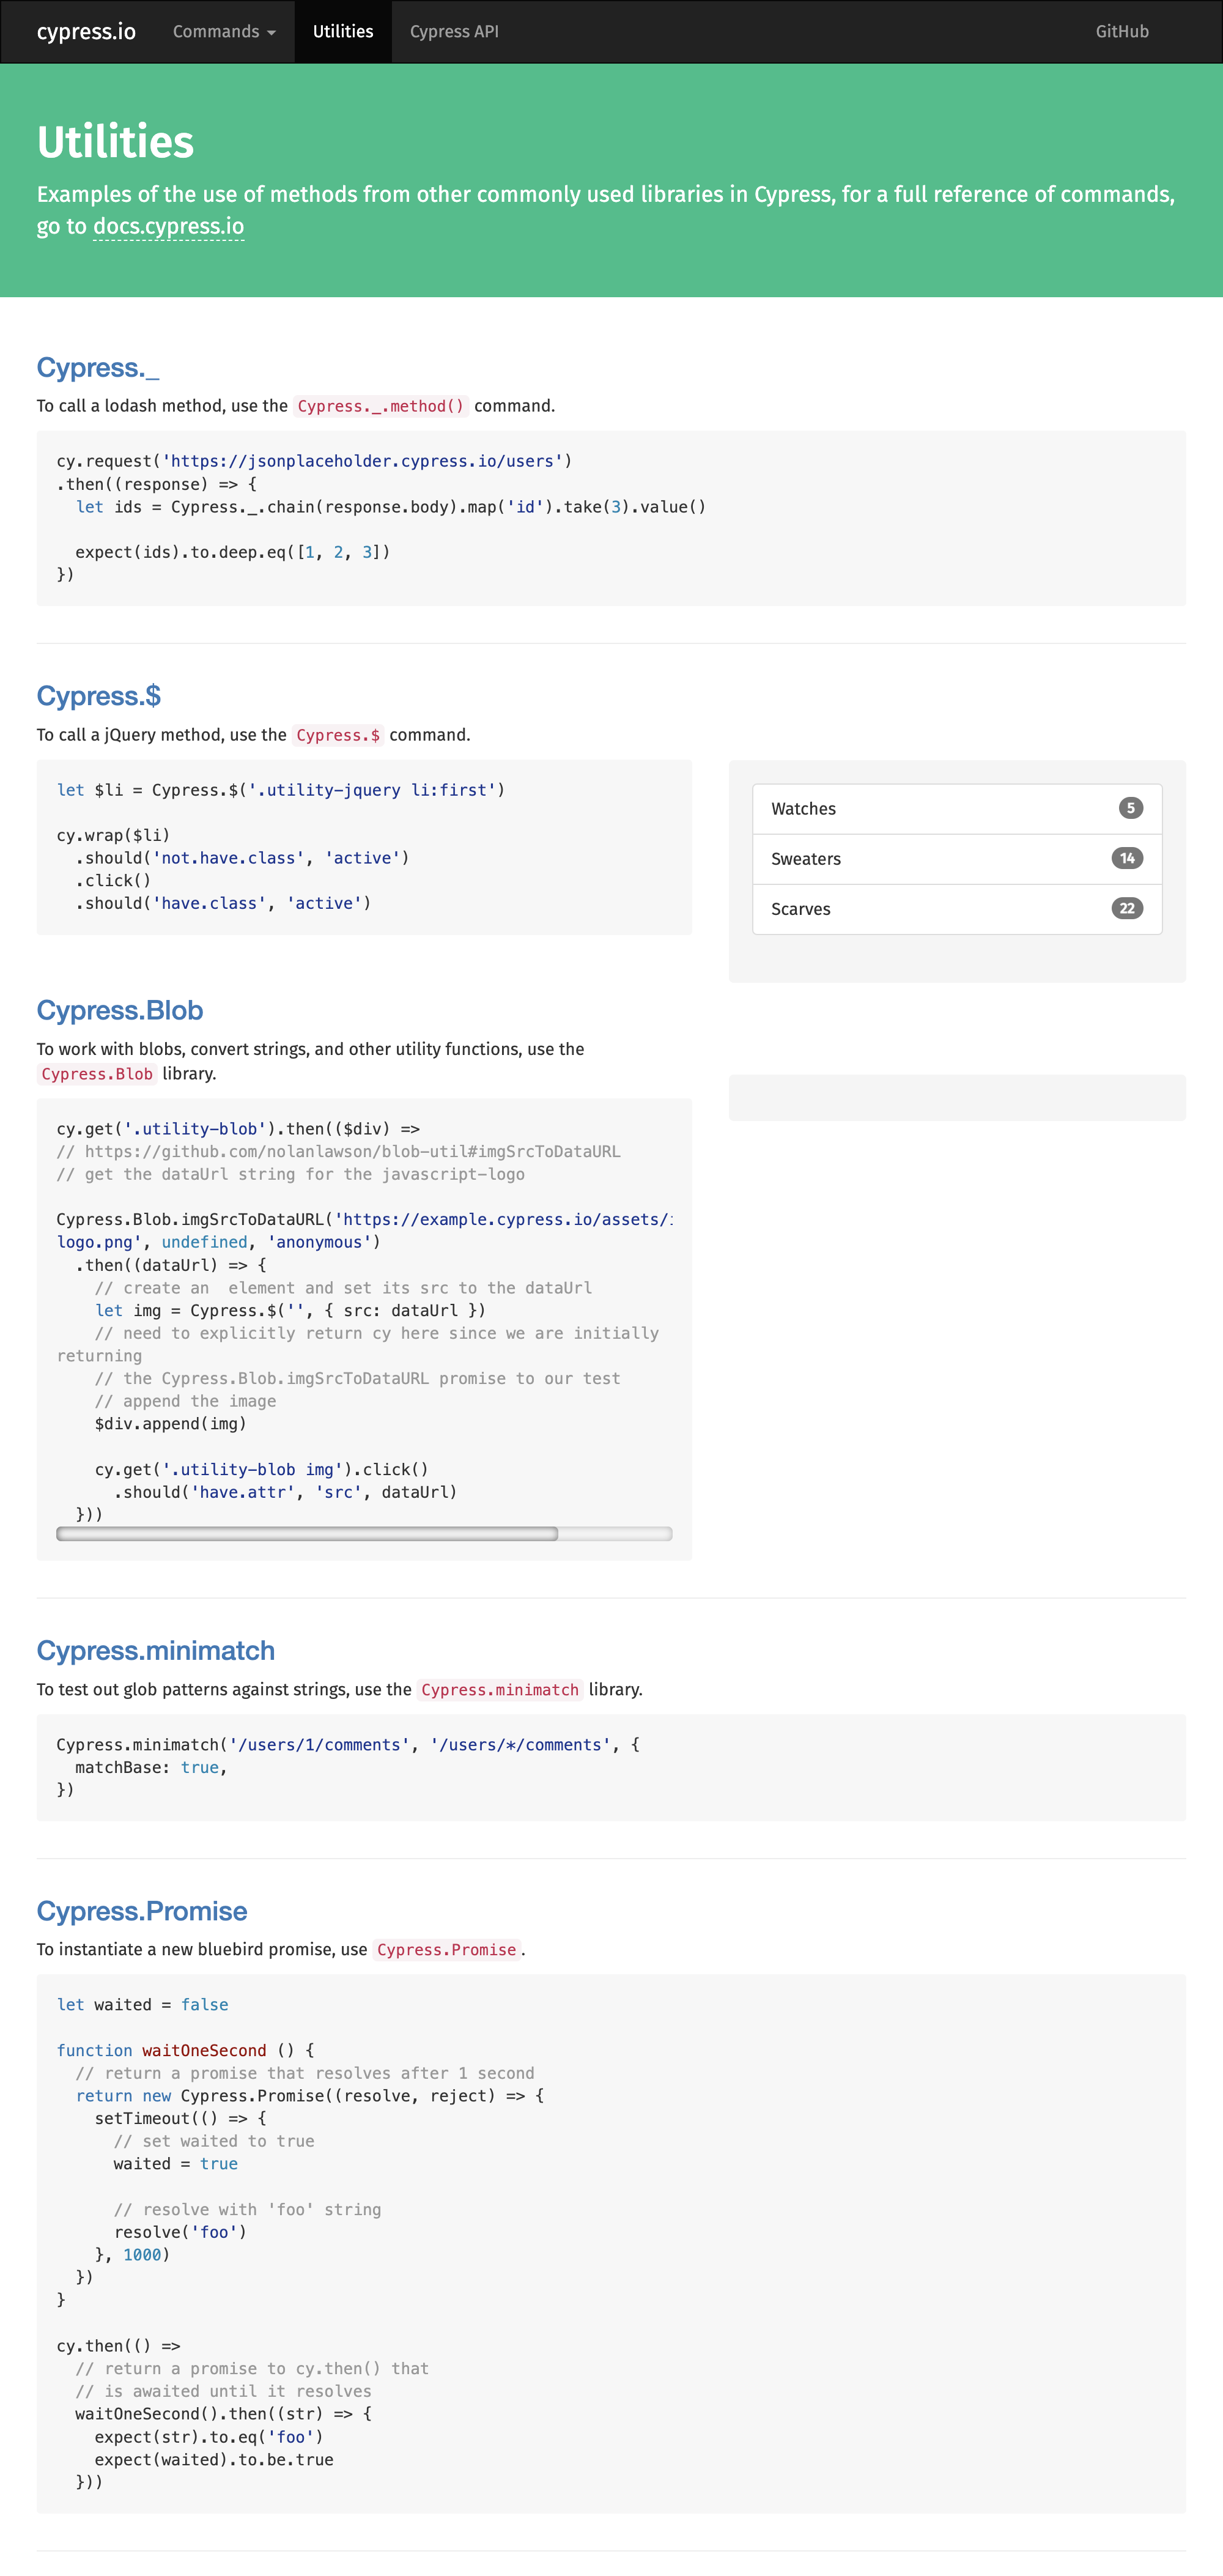 cypress.io Commands Utilities Cypress API GitHub
Utilities
Examples of the use of methods from other commonly used libraries in Cypress, for a full reference of commands,
go to docs.cypress.io
Cypress._
To call a lodash method, use the Cypress._.method() command.
cy.request('https://jsonplaceholder.cypress.io/users')
.then((response) => {
  let ids = Cypress._.chain(response.body).map('id').take(3).value()
  expect(ids).to.deep.eq([1, 2, 3])
})
Cypress.$
To call a jQuery method, use the Cypress.$ command.
let $li = Cypress.$('.utility-jquery li:first')
cy.wrap($li)
  .should('not.have.class', 'active')
  .click()
  .should('have.class', 'active')
Watches 5
Sweaters 14
Scarves 22
Cypress.Blob
To work with blobs, convert strings, and other utility functions, use the
Cypress.Blob library.
cy.get('.utility-blob').then(($div) =>
// https://github.com/nolanlawson/blob-util#imgSrcToDataURL
// get the dataUrl string for the javascript-logo
Cypress.Blob.imgSrcToDataURL('https://example.cypress.io/assets/
logo.png', undefined, 'anonymous')
  .then((dataUrl) => {
    // create an  element and set its src to the dataUrl
    let img = Cypress.$('', { src: dataUrl })
    // need to explicitly return cy here since we are initially
returning
    // the Cypress.Blob.imgSrcToDataURL promise to our test
    // append the image
    $div.append(img)
    cy.get('.utility-blob img').click()
      .should('have.attr', 'src', dataUrl)
  }))
Cypress.minimatch
To test out glob patterns against strings, use the Cypress.minimatch library.
Cypress.minimatch('/users/1/comments', '/users/*/comments', {
  matchBase: true,
})
Cypress.Promise
To instantiate a new bluebird promise, use Cypress.Promise.
let waited = false
function waitOneSecond () {
  // return a promise that resolves after 1 second
  return new Cypress.Promise((resolve, reject) => {
    setTimeout(() => {
      // set waited to true
      waited = true
      // resolve with 'foo' string
      resolve('foo')
    }, 1000)
  })
}
cy.then(() =>
  // return a promise to cy.then() that
  // is awaited until it resolves
  waitOneSecond().then((str) => {
    expect(str).to.eq('foo')
    expect(waited).to.be.true
  }))